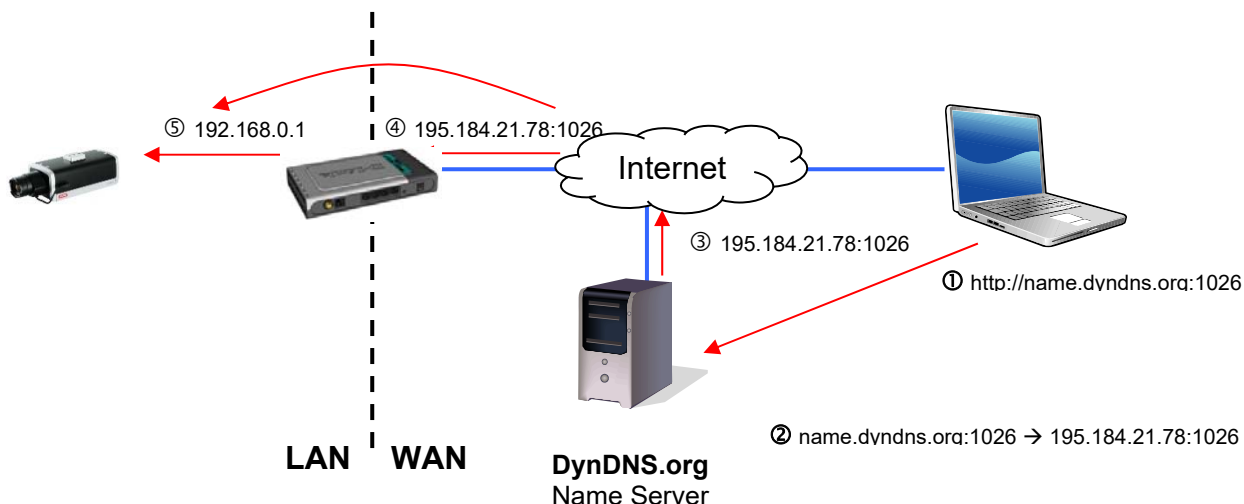 ⑤ 192.168.0.1
④ 195.184.21.78:1026
Internet
③ 195.184.21.78:1026
① http://name.dyndns.org:1026
② name.dyndns.org:1026 → 195.184.21.78:1026
LAN WAN
DynDNS.org
Name Server